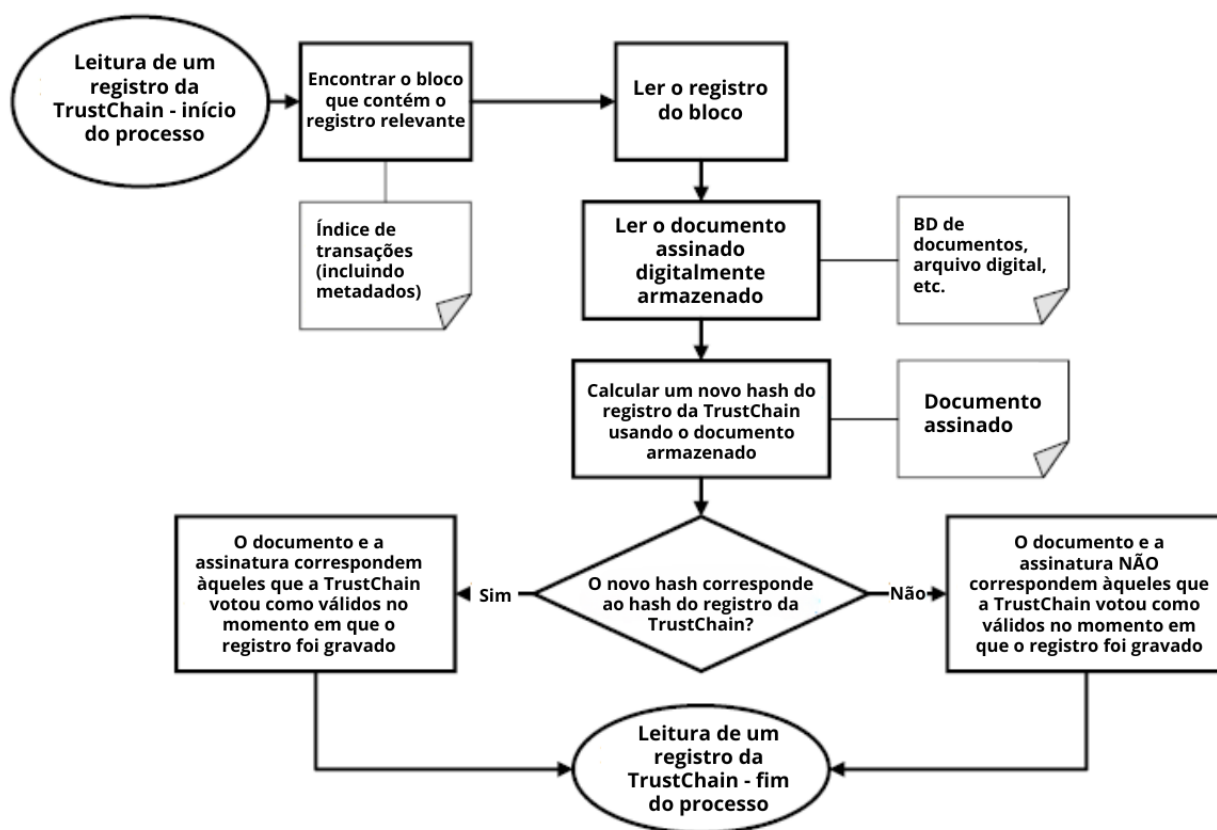 Leitura de um
registro da
TrustChain - início
do processo
Encontrar o bloco
que contém o
registro relevante
Ler o registro
do bloco
Índice de
transações
(incluindo
metadados)
Ler o documento
assinado
digitalmente
armazenado
BD de
documentos,
arquivo digital,
etc.
Calcular um novo hash do
registro da TrustChain
usando o documento
armazenado
Documento
assinado
O documento e a
assinatura correspondem
àqueles que a TrustChain
votou como válidos no
momento em que o
registro foi gravado
Sim
O novo hash corresponde
ao hash do registro da
TrustChain?
Não
O documento e a
assinatura NÃO
correspondem àqueles que
a TrustChain votou como
válidos no momento em
que o registro foi gravado
Leitura de um
registro da
TrustChain - fim
do processo